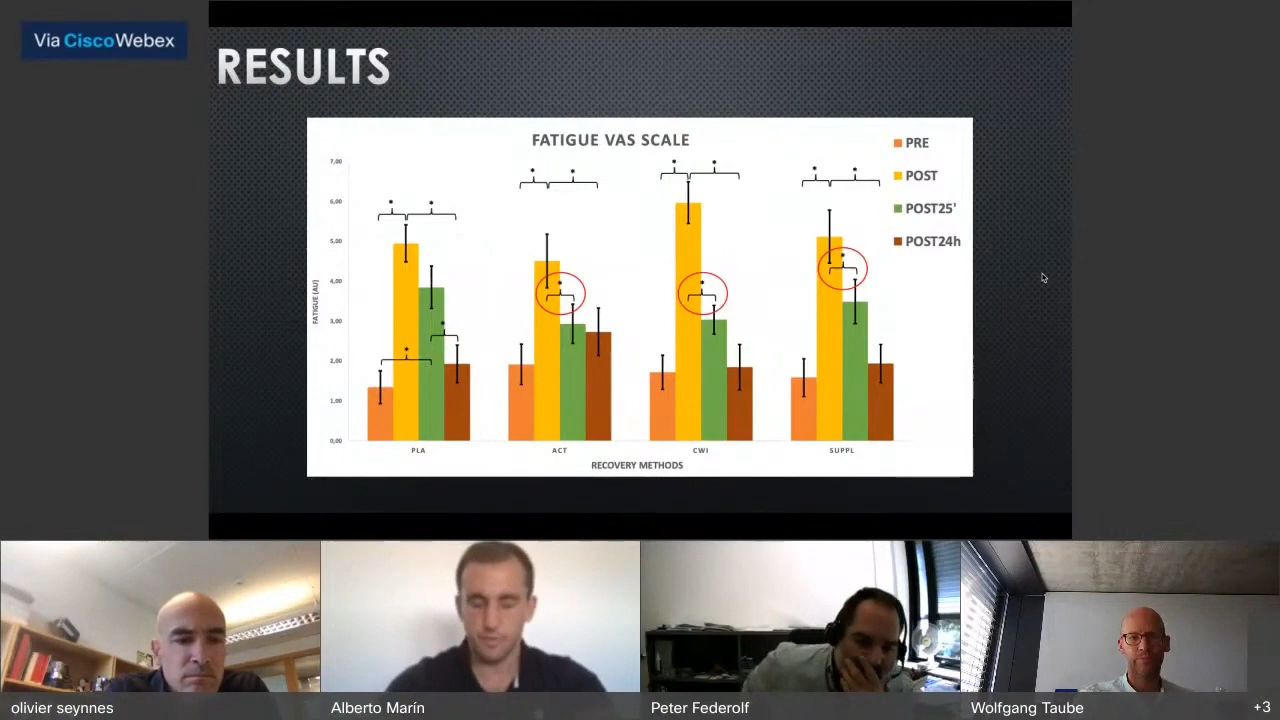 Via CiscoWebex
RESULTS
FATIGUE VAS SCALE
PRE
POST
POST25'
POST24h
7,00
6,00
5,00
4,00
3,00
2,00
1,00
0,00
FATIGUE (AU)
* * * *
* * * *
* * *
* *
PLA ACT CWI SUPPL
RECOVERY METHODS
olivier seynnes
Alberto Marín
Peter Federolf
Wolfgang Taube
+3